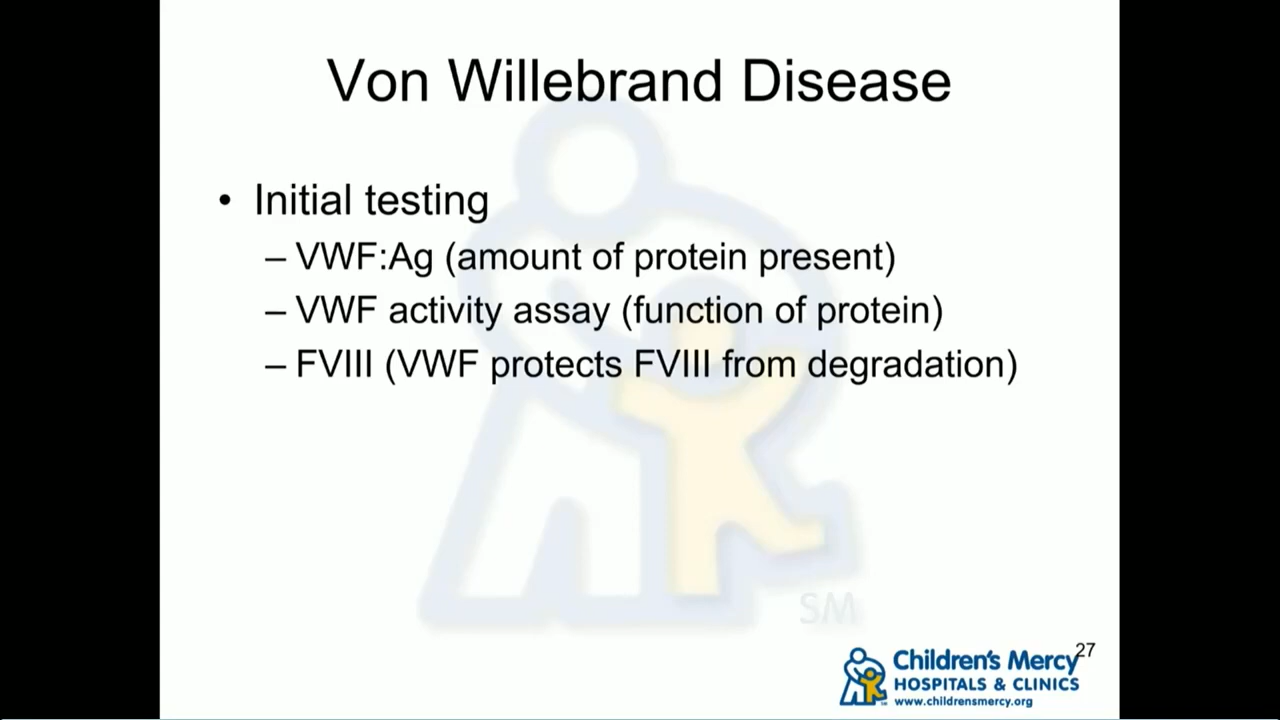 Von Willebrand Disease
• Initial testing
– VWF:Ag (amount of protein present)
– VWF activity assay (function of protein)
– FVIII (VWF protects FVIII from degradation)
SM
27
Children's Mercy
HOSPITALS & CLINICS
www.childrensmercy.org